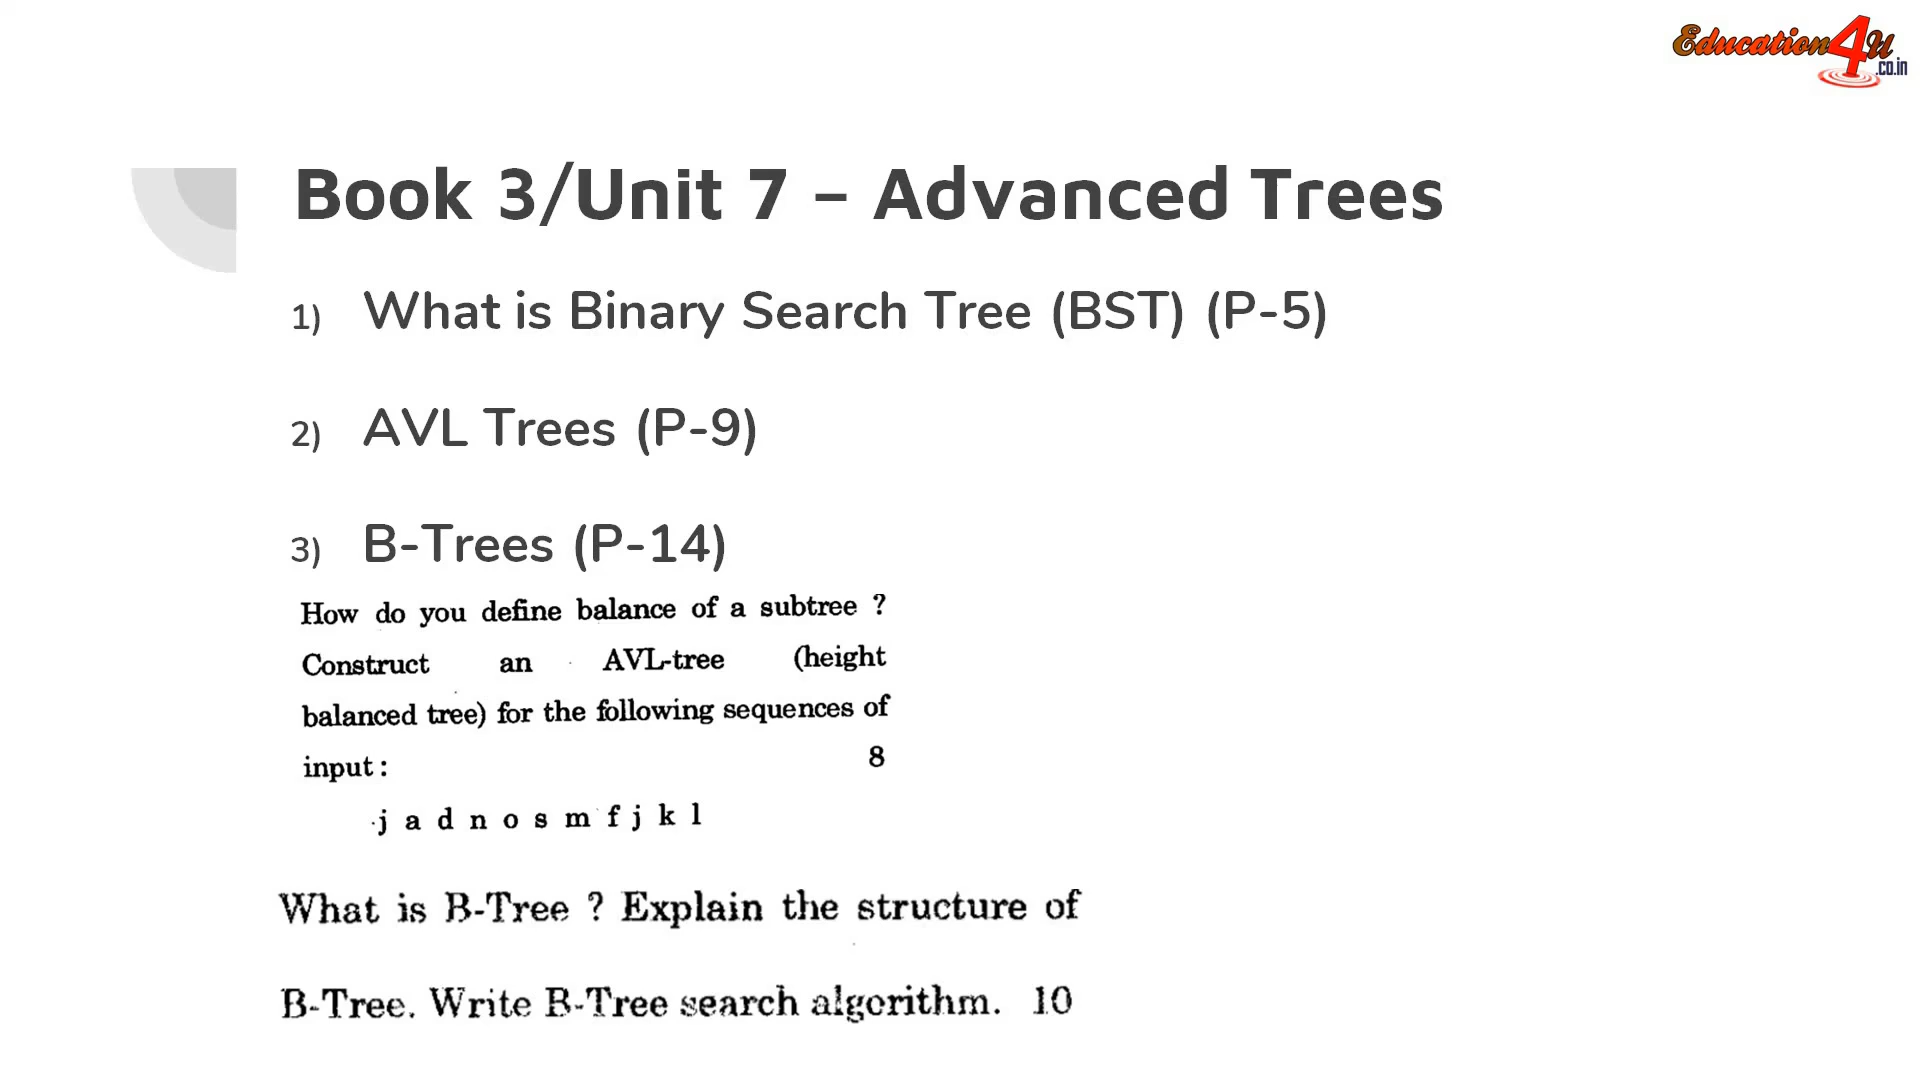 Education4u
.co.in
Book 3/Unit 7 – Advanced Trees
1) What is Binary Search Tree (BST) (P-5)
2) AVL Trees (P-9)
3) B-Trees (P-14)
How do you define balance of a subtree ?
Construct an AVL-tree (height
balanced tree) for the following sequences of
input : 8
j a d n o s m f j k l
What is B-Tree ? Explain the structure of
B-Tree. Write B-Tree search algorithm. 10